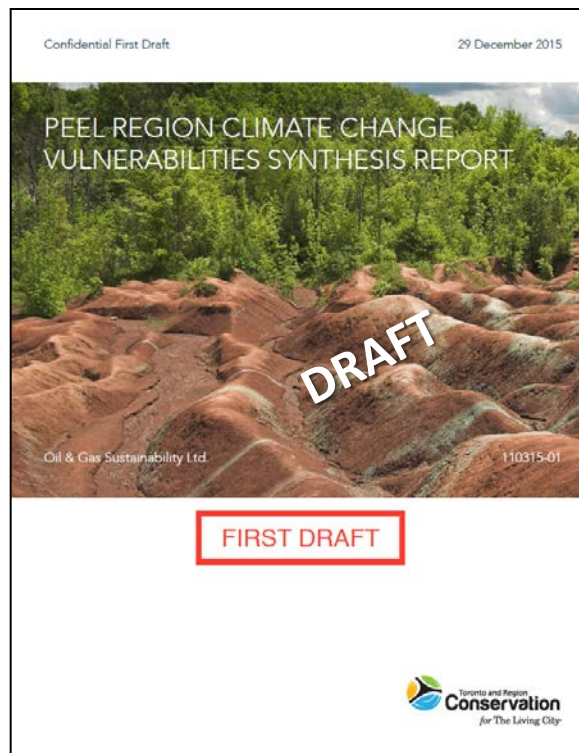 Confidential First Draft
29 December 2015
PEEL REGION CLIMATE CHANGE
VULNERABILITIES SYNTHESIS REPORT
DRAFT
Oil & Gas Sustainability Ltd.
110315-01
FIRST DRAFT
Toronto and Region
Conservation
for The Living City